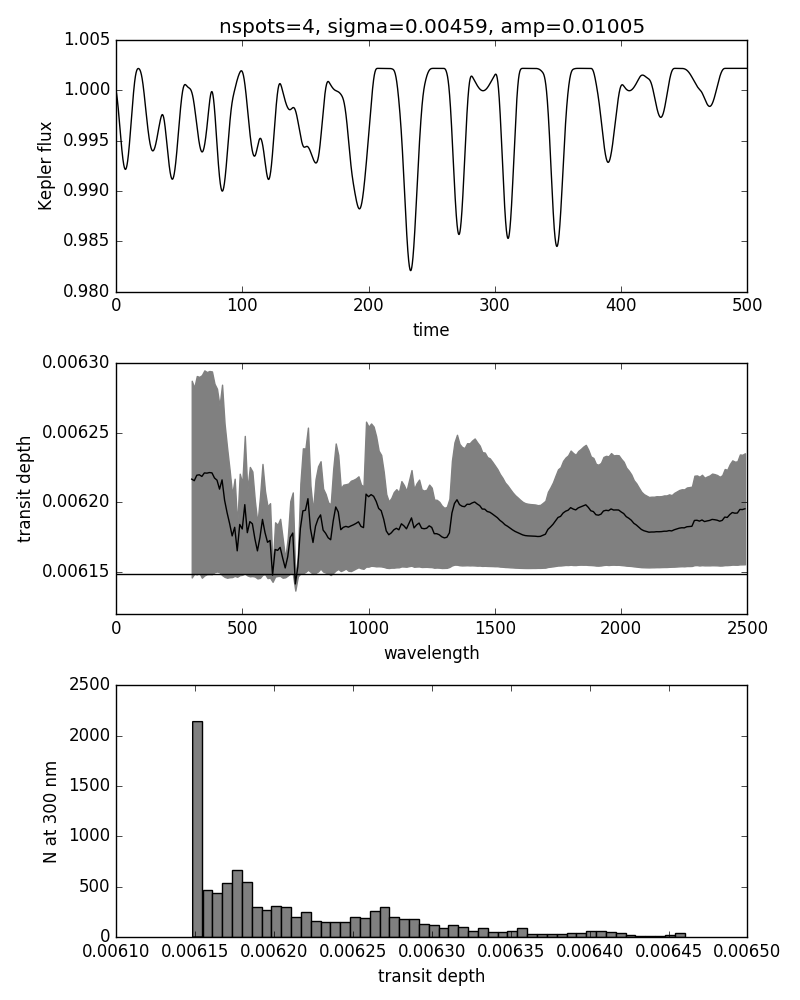 nspots=4, sigma=0.00459, amp=0.01005
1.005
1.000
0.995
0.990
0.985
0.980
Kepler flux
0 100 200 300 400 500
time
0.00630
0.00625
0.00620
0.00615
transit depth
0 500 1000 1500 2000 2500
wavelength
2500
2000
1500
1000
500
0
N at 300 nm
0.00610 0.00615 0.00620 0.00625 0.00630 0.00635 0.00640 0.00645 0.00650
transit depth